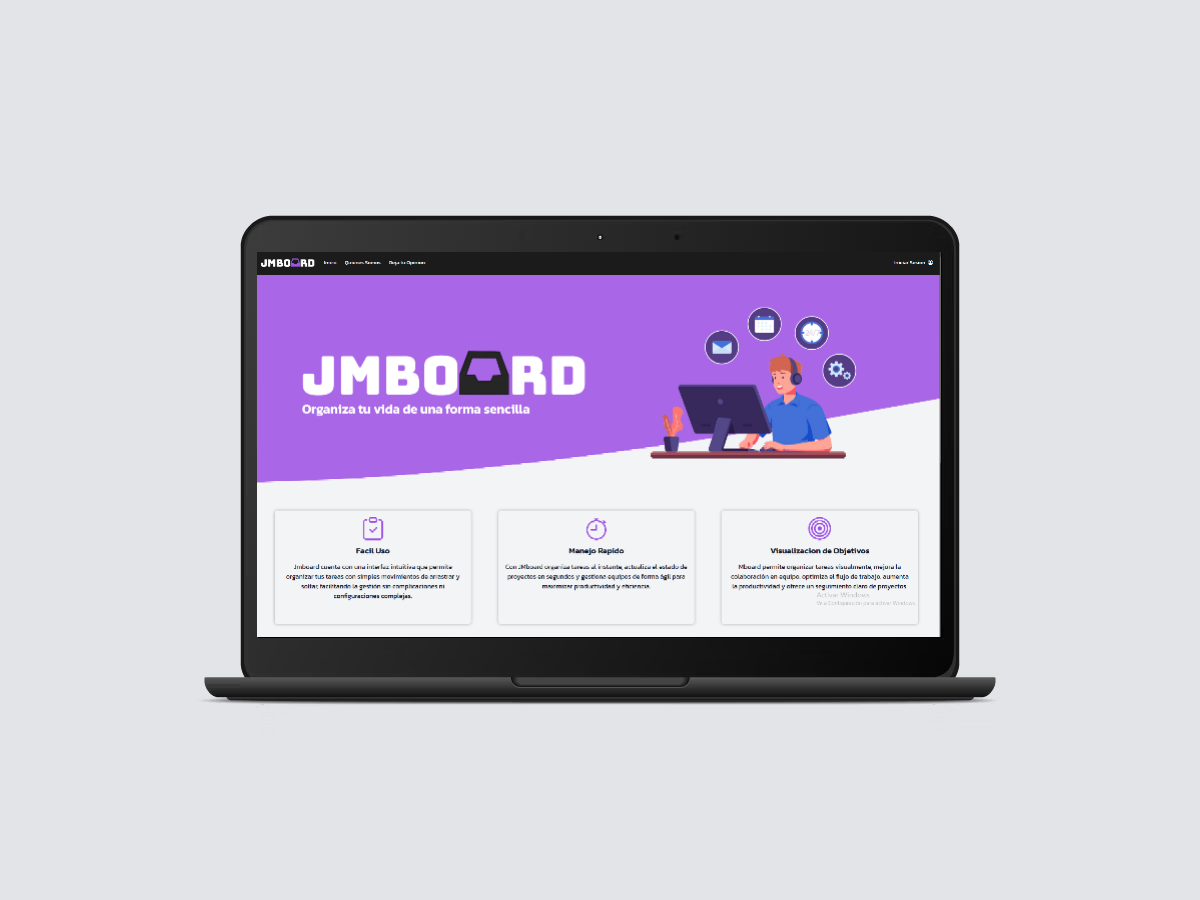 JMBOARD Inicio Quienes Somos Deja tu Opinion Iniciar Sesion
JMBOARD
Organiza tu vida de una forma sencilla
Facil Uso
Jmboard cuenta con una interfaz intuitiva que permite
organizar tus tareas con simples movimientos de arrastrar y
soltar, facilitando la gestión sin complicaciones ni
configuraciones complejas.
Manejo Rapido
Con JMboard organiza tareas al instante, actualiza el estado de
proyectos en segundos y gestiona equipos de forma ágil para
maximizar productividad y eficiencia.
Visualizacion de Objetivos
Mboard permite organizar tareas visualmente, mejora la
colaboración en equipo, optimiza el flujo de trabajo, aumenta
la productividad y ofrece un seguimiento claro de proyectos.
Activar Windows
Ve a Configuración para activar Windows.